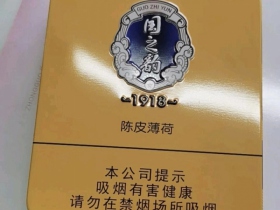 GUO ZHI YUN
国之韵
1918
陈皮薄荷
本公司提示
吸烟有害健康
请勿在禁烟场所吸烟